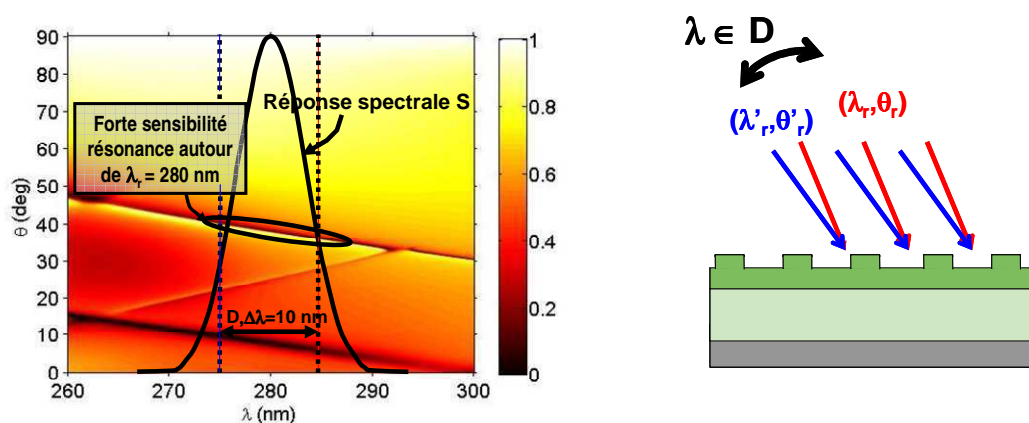 90
80
70
60
50
40
30
20
10
0
θ (deg)
260
270
280
290
300
λ (nm)
1
0.8
0.6
0.4
0.2
0
Réponse spectrale S
Forte sensibilité
résonance autour
de λr = 280 nm
D,Δλ=10 nm
λ ∈ D
(λ'r,θ'r)
(λr,θr)